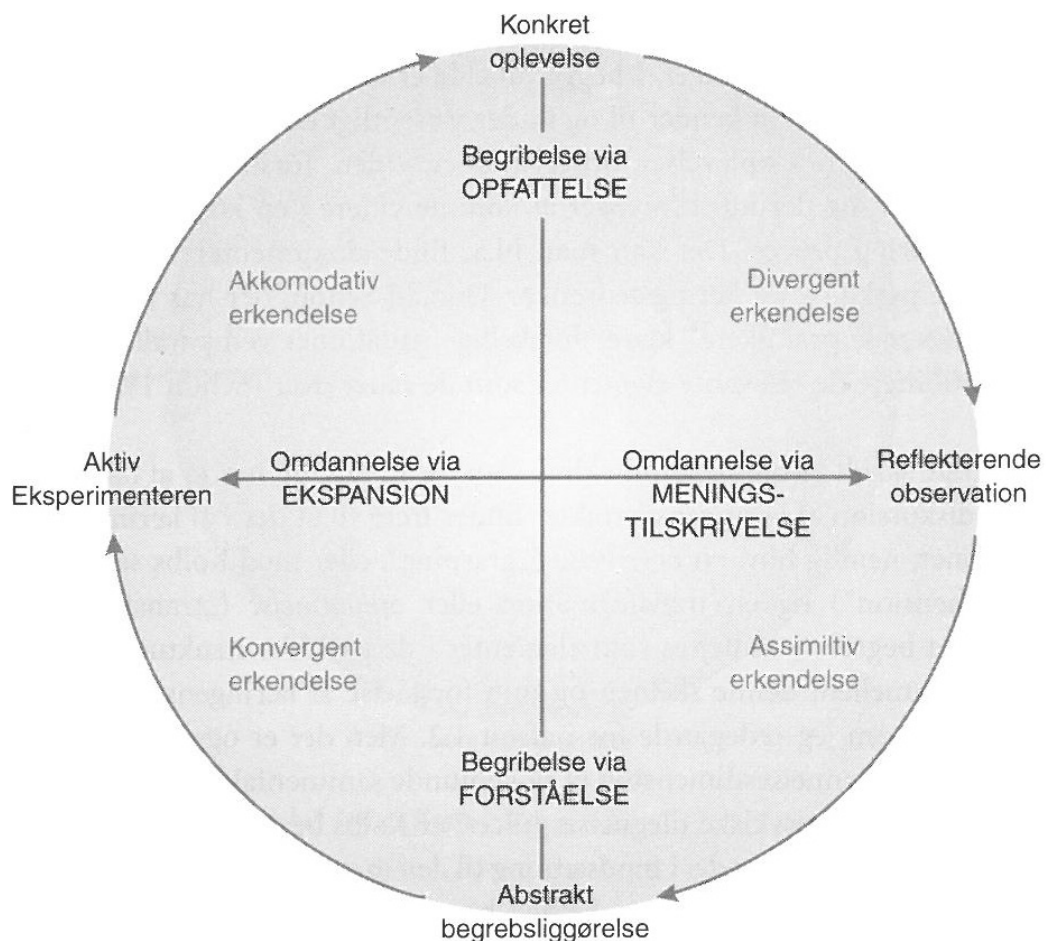 Konkret
oplevelse
Begribelse via
OPFATTELSE
Akkomodativ
erkendelse
Divergent
erkendelse
Aktiv
Eksperimenteren
Omdannelse via
EKSPANSION
Omdannelse via
MENINGS-
TILSKRIVELSE
Reflekterende
observation
Konvergent
erkendelse
Assimiltiv
erkendelse
Begribelse via
FORSTÅELSE
Abstrakt
begrebsliggørelse